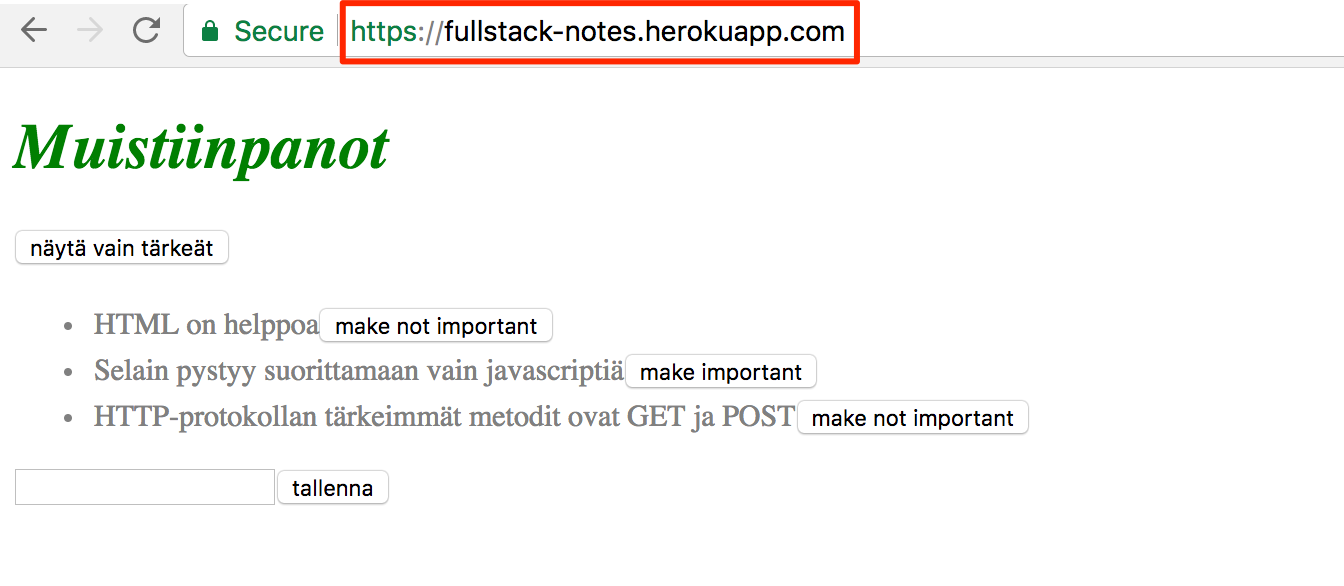 Secure https://fullstack-notes.herokuapp.com
Muistiinpanot
näytä vain tärkeät
HTML on helppoa make not important
Selain pystyy suorittamaan vain javascriptiä make important
HTTP-protokollan tärkeimmät metodit ovat GET ja POST make not important
tallenna